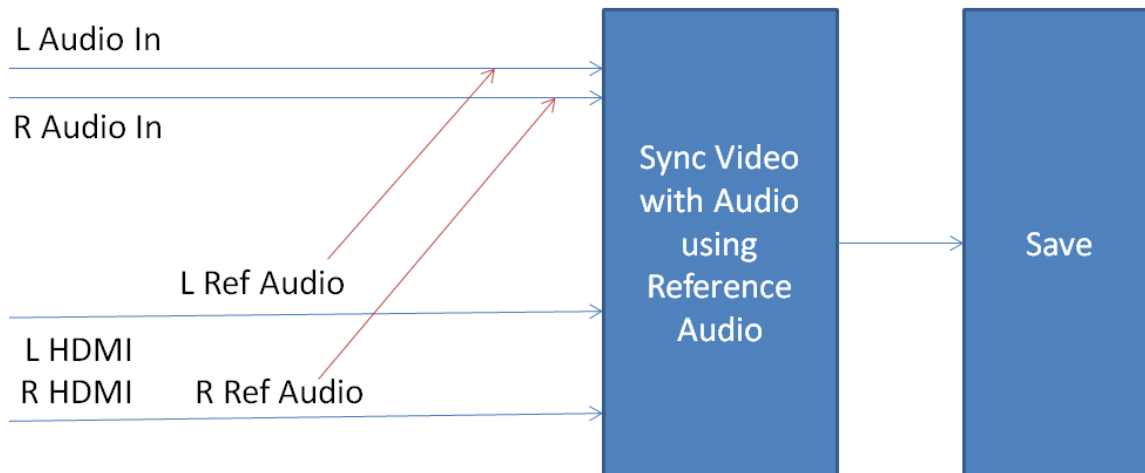 L Audio In
R Audio In
L Ref Audio
L HDMI
R HDMI
R Ref Audio
Sync Video
with Audio
using
Reference
Audio
Save